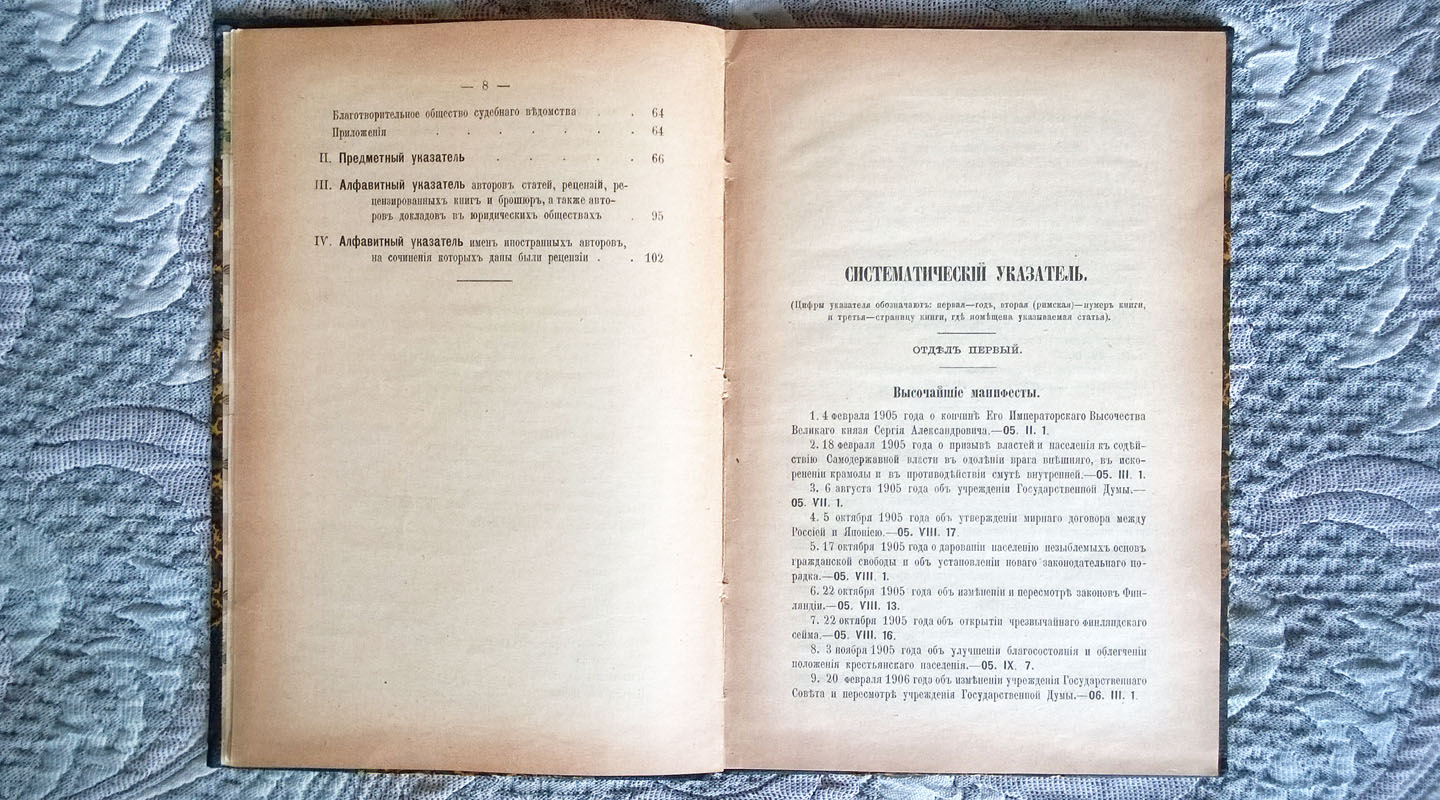 — 8 —
Благотворительное общество судебнаго вѣдомства . . 64
Приложенія . . . . . . . 64
II. Предметный указатель . . . . . 66
III. Алфавитный указатель авторовъ статей, рецензій, ре-
цензированныхъ книгъ и брошюръ, а также авто-
ровъ докладовъ въ юридическихъ обществахъ . 95
IV. Алфавитный указатель именъ иностранныхъ авторовъ,
на сочиненія которыхъ даны были рецензіи . . 102
СИСТЕМАТИЧЕСКІЙ УКАЗАТЕЛЬ.
(Цифры указателя обозначаютъ: первая—годъ, вторая (римская)—нумеръ книги,
и третья—страницу книги, гдѣ помѣщена указываемая статья).
ОТДѢЛЪ ПЕРВЫЙ.
Высочайшіе манифесты.
1. 4 февраля 1905 года о кончинѣ Его Императорскаго Высочества
Великаго князя Сергія Александровича.—05. II. 1.
2. 18 февраля 1905 года о призывѣ властей и населенія къ содѣй-
ствію Самодержавной власти въ одолѣніи врага внѣшняго, въ иско-
рененіи крамолы и въ противодѣйствіи смутѣ внутренней.—05. III. 1.
3. 6 августа 1905 года объ учрежденіи Государственной Думы.—
05. VII. 1.
4. 5 октября 1905 года объ утвержденіи мирнаго договора между
Россіей и Японіею.—05. VIII. 17.
5. 17 октября 1905 года о дарованіи населенію незыблемыхъ основъ
гражданской свободы и объ установленіи новаго законодательнаго по-
рядка.—05. VIII. 1.
6. 22 октября 1905 года объ измѣненіи и пересмотрѣ законовъ Фин-
ляндіи.—05. VIII. 13.
7. 22 октября 1905 года объ открытіи чрезвычайнаго финляндскаго
сейма.—05. VIII. 16.
8. 3 ноября 1905 года объ улучшеніи благосостоянія и облегченіи
положенія крестьянскаго населенія.—05. IX. 7.
9. 20 февраля 1906 года объ измѣненіи учрежденія Государственнаго
Совѣта и пересмотрѣ учрежденія Государственной Думы.—06. III. 1.